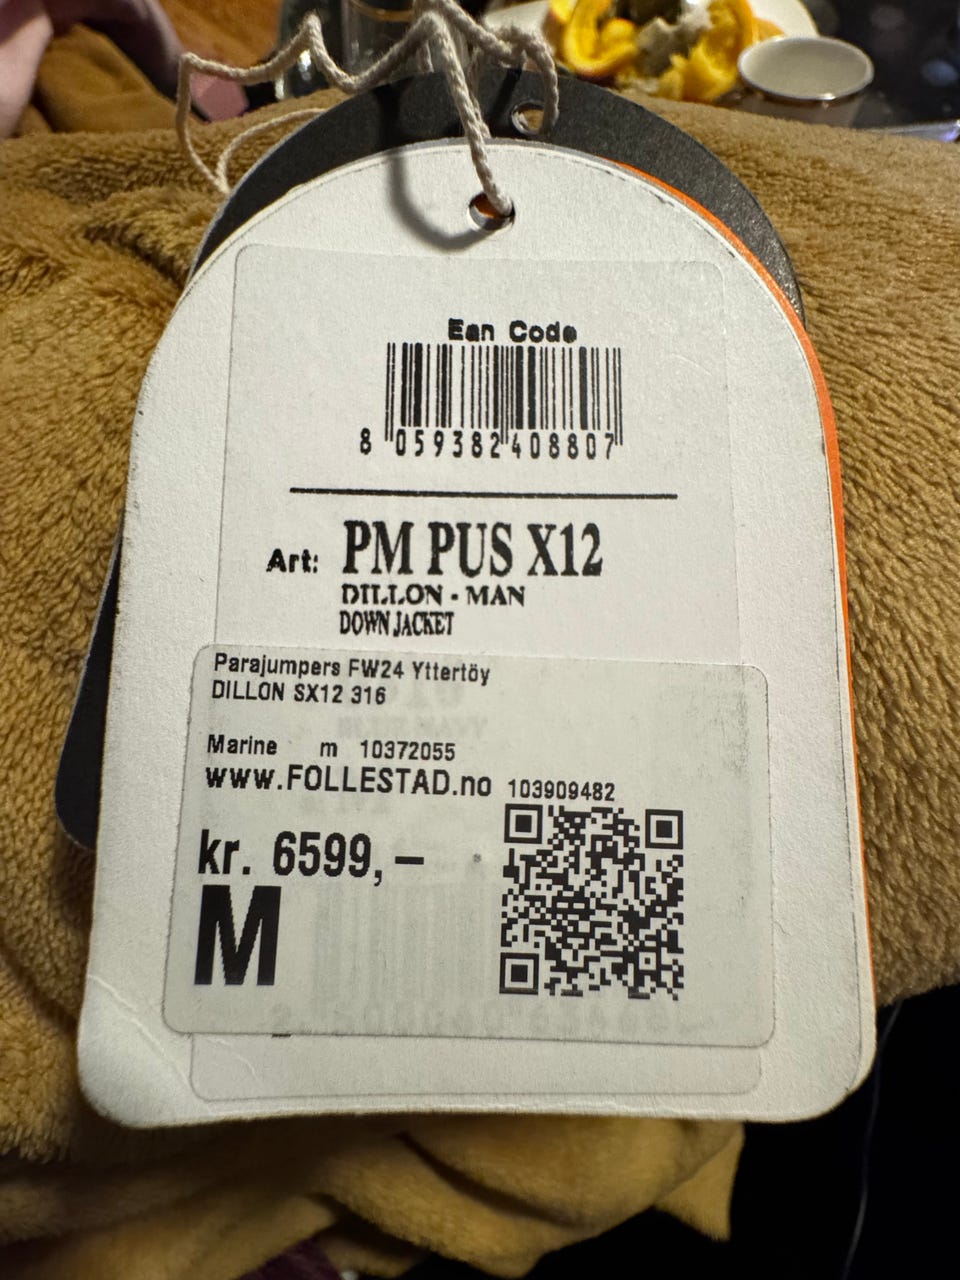 Ean Code
8 059382 408807
Art: PM PUS X12
DILLON - MAN
DOWN JACKET
Parajumpers FW24 Yttertöy
DILLON SX12 316
Marine m 10372055
www.FOLLESTAD.no 103909482
kr. 6599,–
M